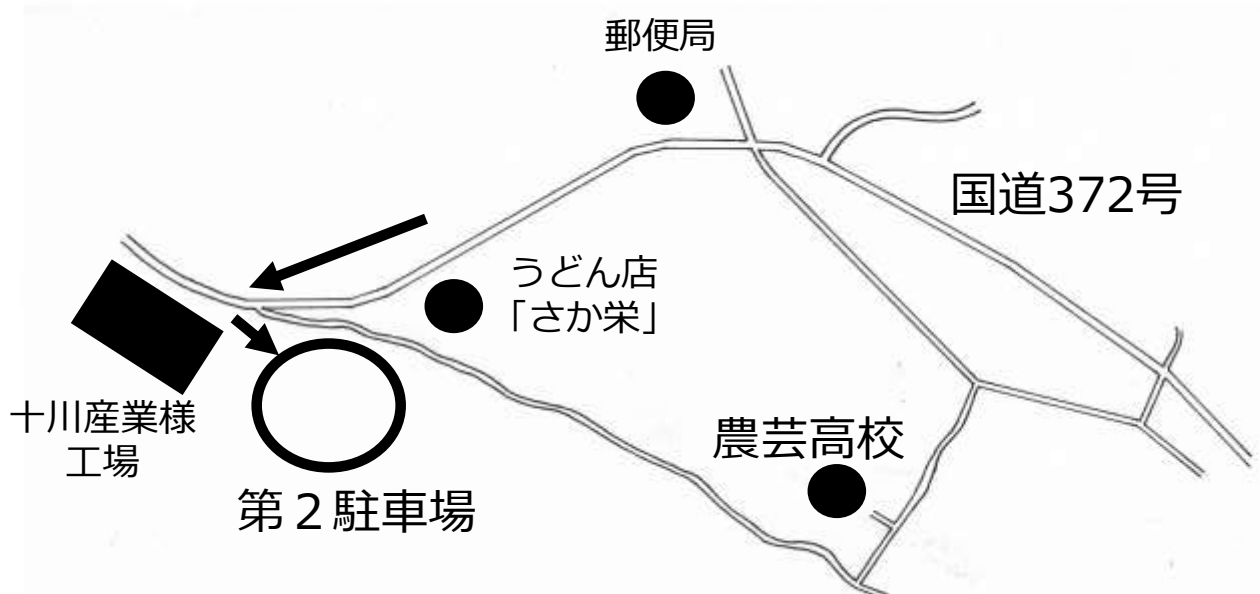 郵便局
国道372号
うどん店
「さか栄」
十川産業様
工場
農芸高校
第２駐車場